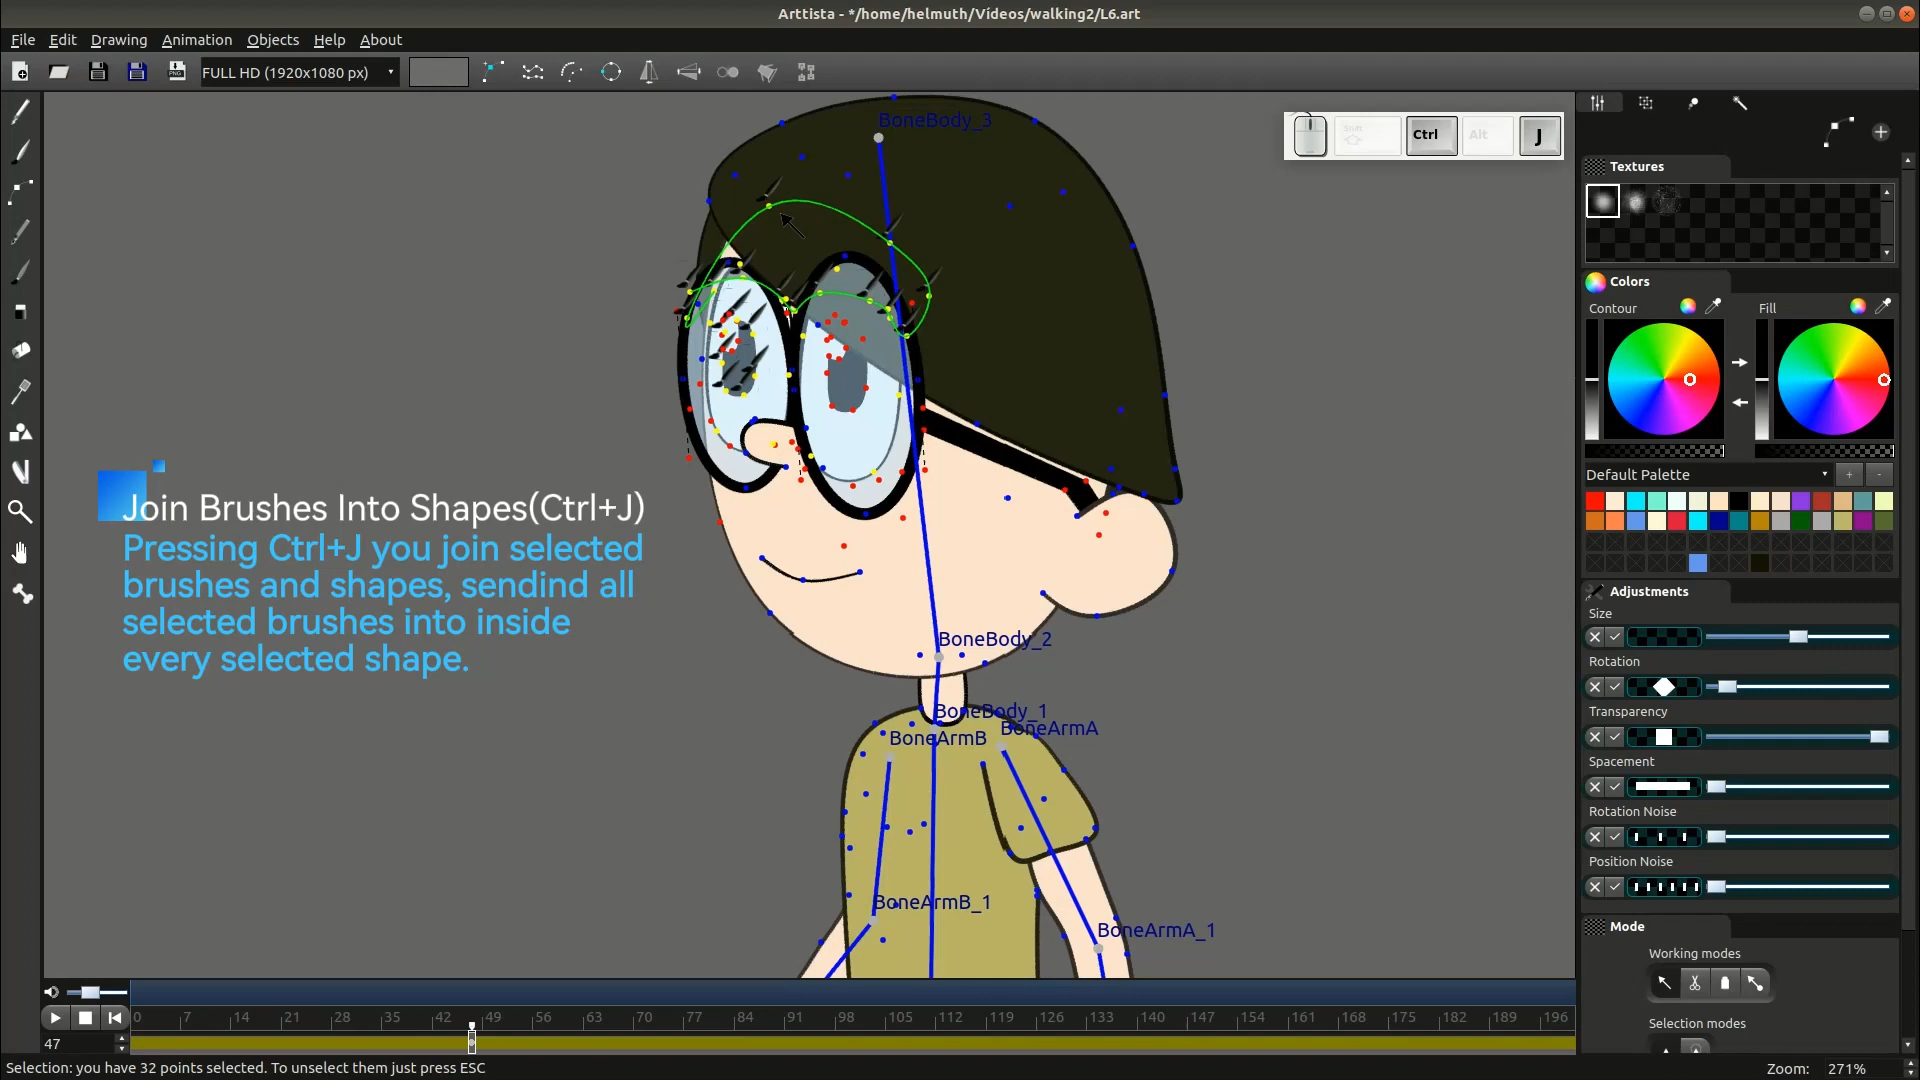 Arttista - */home/helmuth/Vídeos/walking2/L6.art
File Edit Drawing Animation Objects Help About
FULL HD (1920x1080 px)
BoneBody_3
Shift Ctrl Alt J
Textures
Colors
Contour Fill
Join Brushes Into Shapes(Ctrl+J)
Pressing Ctrl+J you join selected
brushes and shapes, sendind all
selected brushes into inside
every selected shape.
Default Palette + -
Adjustments
Size
BoneBody_2
Rotation
BoneBody_1
Transparency
BoneArmA
BoneArmB
Spacement
Rotation Noise
Position Noise
BoneArmB_1
BoneArmA_1
Mode
Working modes
0 7 14 21 28 35 42 49 56 63 70 77 84 91 98 105 112 119 126 133 140 147 154 161 168 175 182 189 196
Selection modes
47
Selection: you have 32 points selected. To unselect them just press ESC
Zoom: 271%